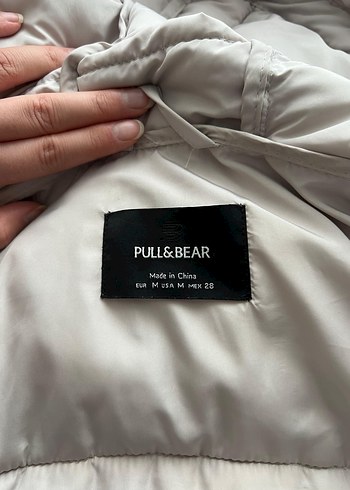 PULL&BEAR
Made in China
EUR M USA M MEX 28